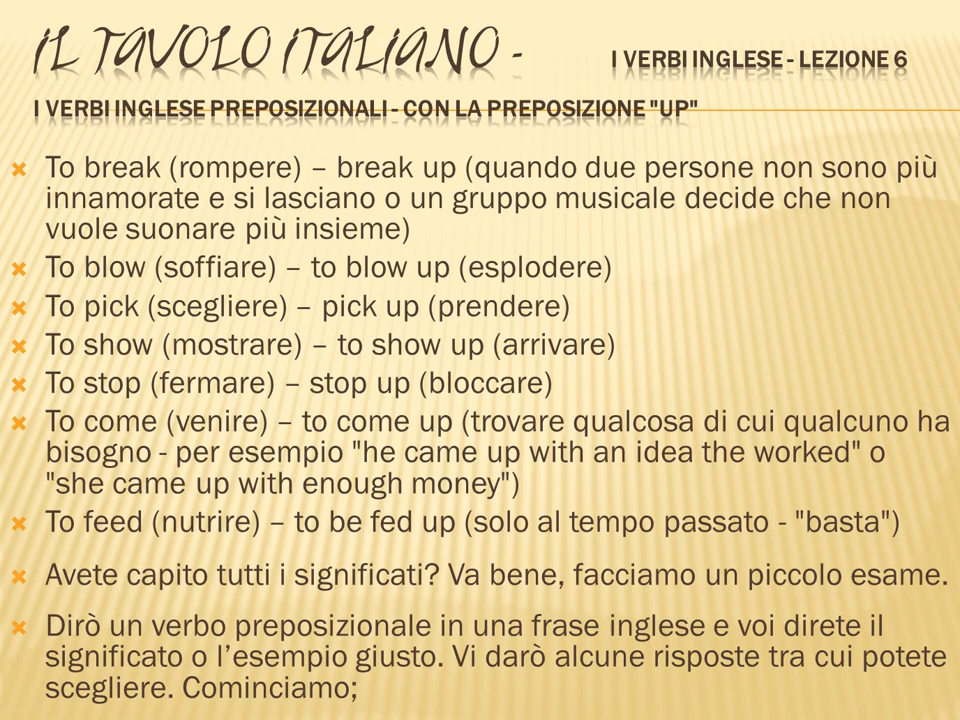 IL TAVOLO ITALIANO - I VERBI INGLESE - LEZIONE 6
I VERBI INGLESE PREPOSIZIONALI - CON LA PREPOSIZIONE "UP"
To break (rompere) – break up (quando due persone non sono più
innamorate e si lasciano o un gruppo musicale decide che non
vuole suonare più insieme)
To blow (soffiare) – to blow up (esplodere)
To pick (scegliere) – pick up (prendere)
To show (mostrare) – to show up (arrivare)
To stop (fermare) – stop up (bloccare)
To come (venire) – to come up (trovare qualcosa di cui qualcuno ha
bisogno - per esempio "he came up with an idea the worked" o
"she came up with enough money")
To feed (nutrire) – to be fed up (solo al tempo passato - "basta")
Avete capito tutti i significati? Va bene, facciamo un piccolo esame.
Dirò un verbo preposizionale in una frase inglese e voi direte il
significato o l’esempio giusto. Vi darò alcune risposte tra cui potete
scegliere. Cominciamo;